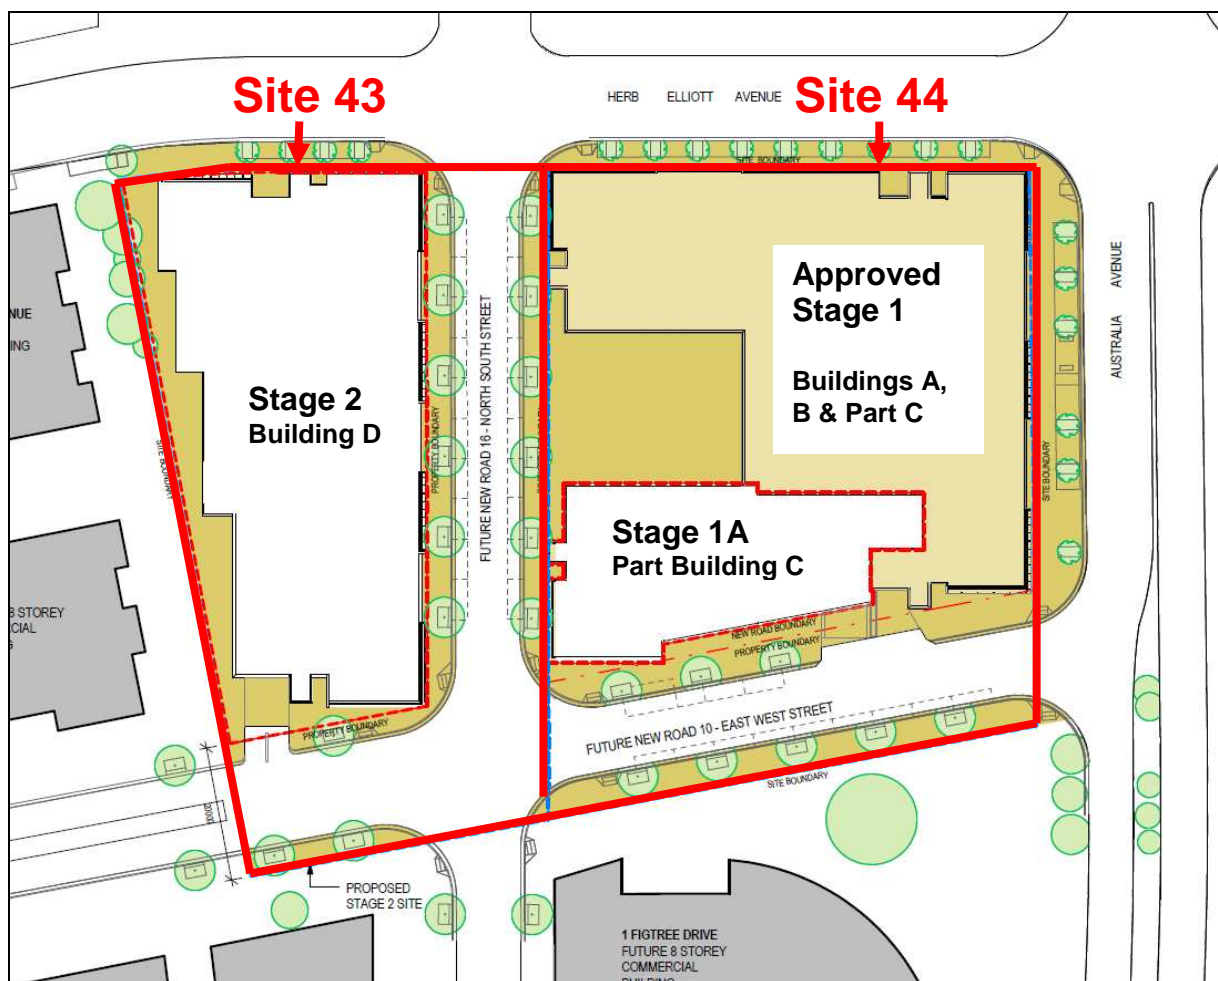 Site 43
HERB ELLIOTT AVENUE
Site 44
SITE BOUNDARY
Approved
Stage 1
Buildings A,
B & Part C
AUSTRALIA AVENUE
NUE
ING
Stage 2
Building D
SITE BOUNDARY
PROPERTY BOUNDARY
FUTURE NEW ROAD 16 - NORTH SOUTH STREET
SITE BOUNDARY
Stage 1A
Part Building C
8 STOREY
CIAL
G
NEW ROAD BOUNDARY
PROPERTY BOUNDARY
PROPERTY BOUNDARY
FUTURE NEW ROAD 10 - EAST WEST STREET
SITE BOUNDARY
20000
PROPOSED
STAGE 2 SITE
1 FIGTREE DRIVE
FUTURE 8 STOREY
COMMERCIAL
BUILDING